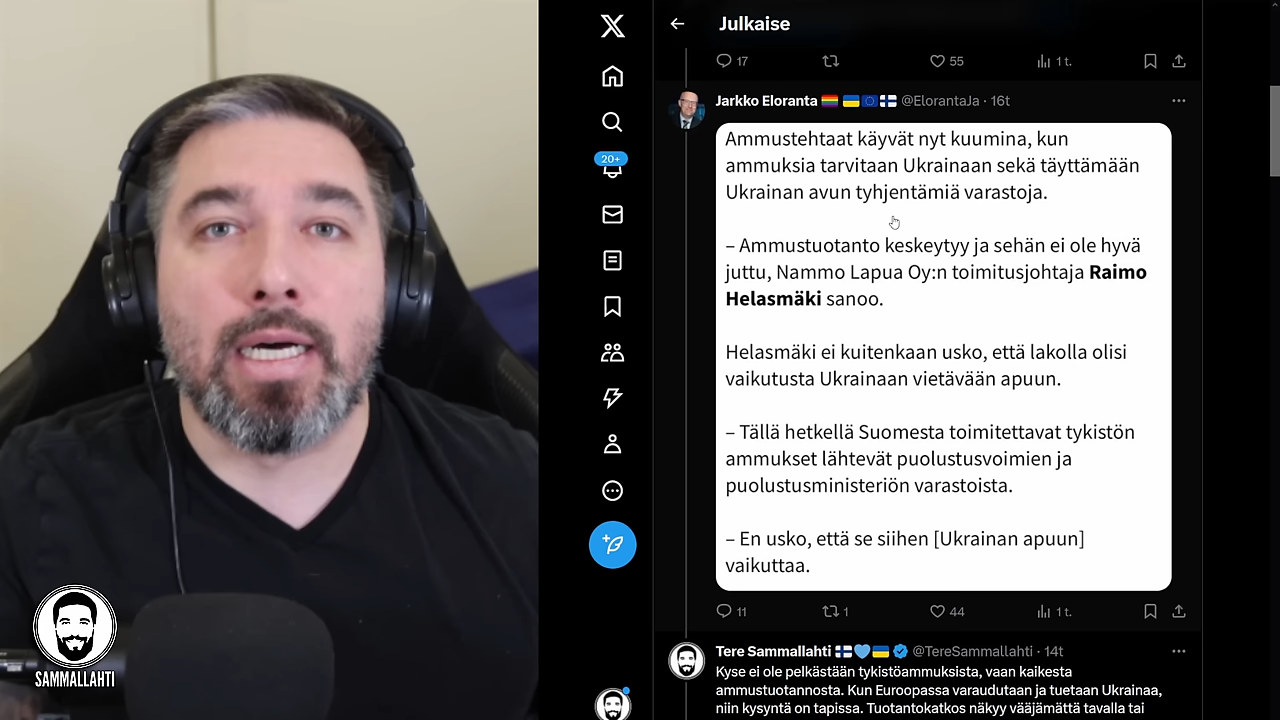 Julkaise
17
55
1 t.
Jarkko Eloranta @ElorantaJa · 16t
Ammustehtaat käyvät nyt kuumina, kun
ammuksia tarvitaan Ukrainaan sekä täyttämään
Ukrainan avun tyhjentämiä varastoja.
– Ammustuotanto keskeytyy ja sehän ei ole hyvä
juttu, Nammo Lapua Oy:n toimitusjohtaja Raimo
Helasmäki sanoo.
Helasmäki ei kuitenkaan usko, että lakolla olisi
vaikutusta Ukrainaan vietävään apuun.
– Tällä hetkellä Suomesta toimitettavat tykistön
ammukset lähtevät puolustusvoimien ja
puolustusministeriön varastoista.
– En usko, että se siihen [Ukrainan apuun]
vaikuttaa.
11
1
44
1 t.
Tere Sammallahti @TereSammallahti · 14t
Kyse ei ole pelkästään tykistöammuksista, vaan kaikesta
ammustuotannosta. Kun Euroopassa varaudutaan ja tuetaan Ukrainaa,
niin kysyntä on tapissa. Tuotantokatkos näkyy vääjämättä tavalla tai
20+
SAMMALLAHTI